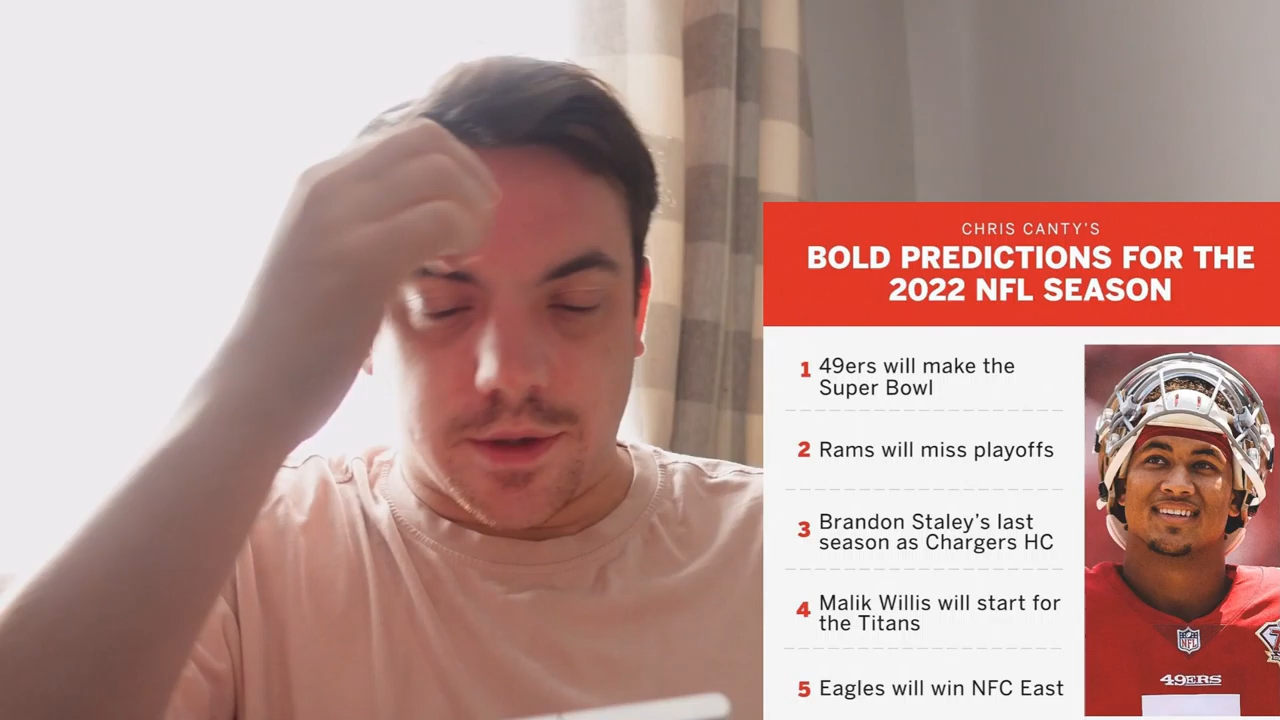 CHRIS CANTY'S
BOLD PREDICTIONS FOR THE
2022 NFL SEASON
1 49ers will make the
Super Bowl
2 Rams will miss playoffs
3 Brandon Staley's last
season as Chargers HC
4 Malik Willis will start for
the Titans
5 Eagles will win NFC East
NFL
49ERS